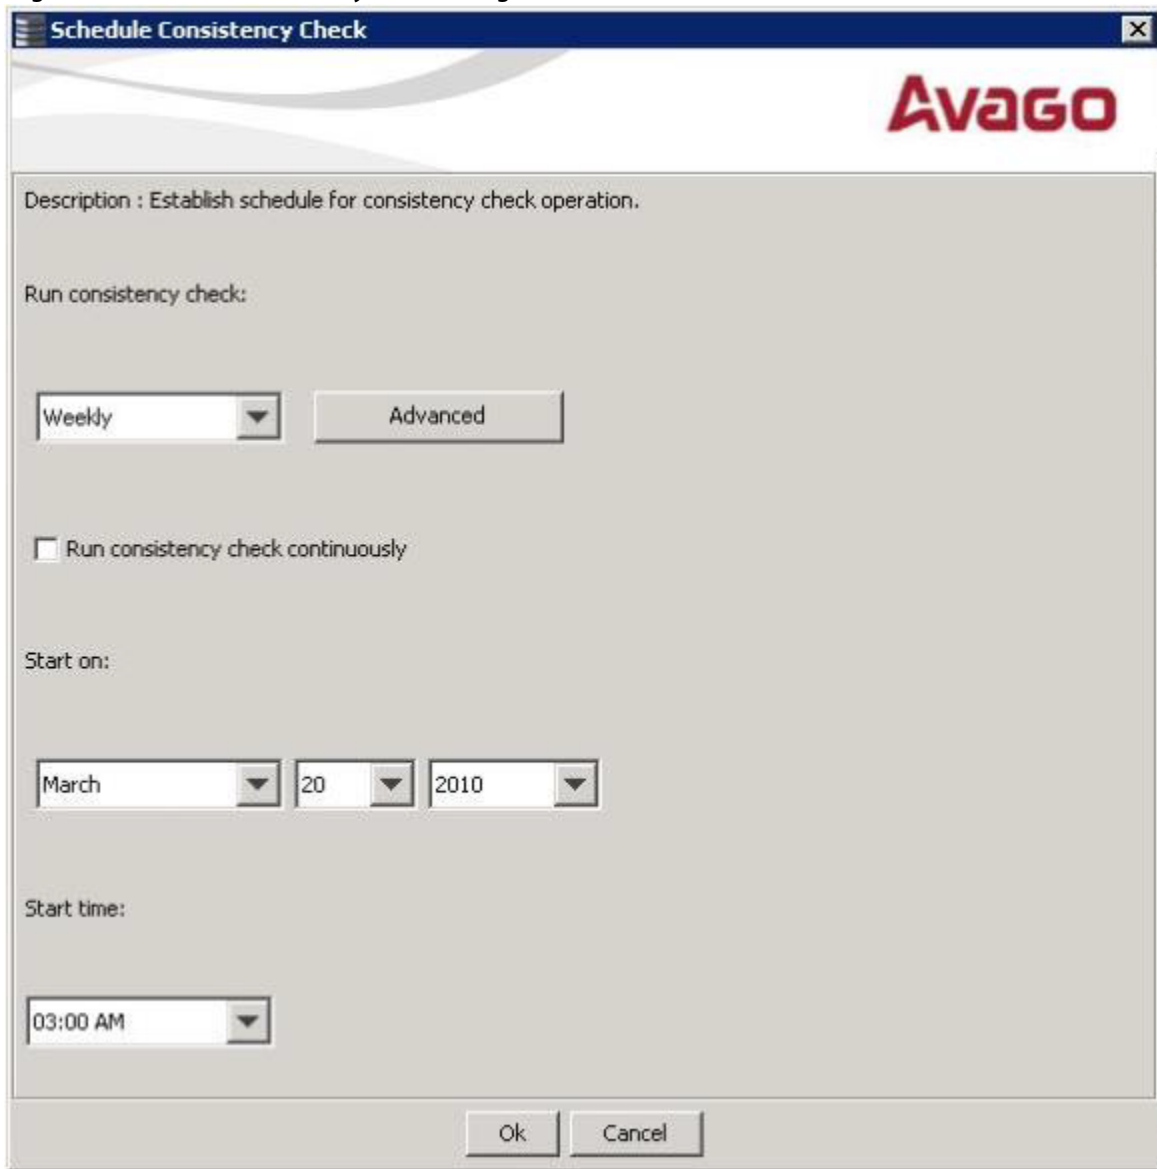 Schedule Consistency Check
Avago
Description : Establish schedule for consistency check operation.
Run consistency check:
Weekly Advanced
Run consistency check continuously
Start on:
March 20 2010
Start time:
03:00 AM
Ok Cancel